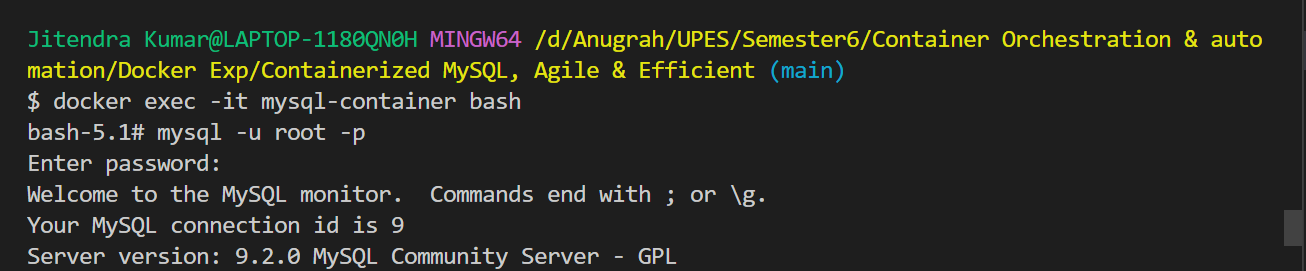 Jitendra Kumar@LAPTOP-1180QN0H MINGW64 /d/Anugrah/UPES/Semester6/Container Orchestration & auto
mation/Docker Exp/Containerized MySQL, Agile & Efficient (main)
$ docker exec -it mysql-container bash
bash-5.1# mysql -u root -p
Enter password:
Welcome to the MySQL monitor.  Commands end with ; or \g.
Your MySQL connection id is 9
Server version: 9.2.0 MySQL Community Server - GPL